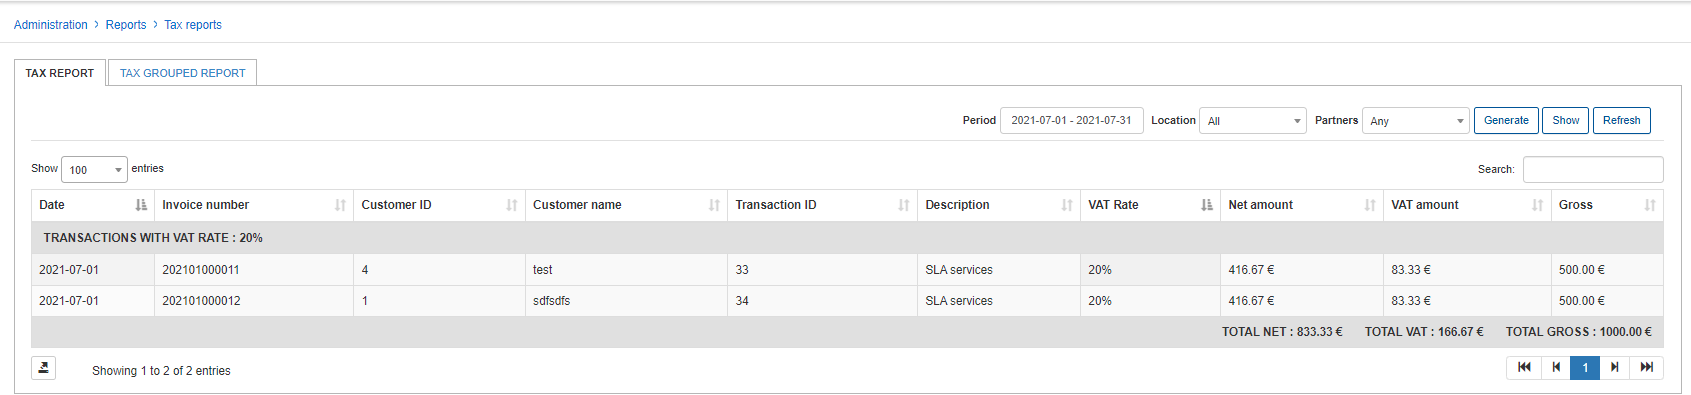 Administration > Reports > Tax reports
TAX REPORT TAX GROUPED REPORT
Period 2021-07-01 - 2021-07-31 Location All Partners Any Generate Show Refresh
Show 100 entries Search:
Date Invoice number Customer ID Customer name Transaction ID Description VAT Rate Net amount VAT amount Gross
TRANSACTIONS WITH VAT RATE : 20%
2021-07-01 202101000011 4 test 33 SLA services 20% 416.67 € 83.33 € 500.00 €
2021-07-01 202101000012 1 sdfsdfs 34 SLA services 20% 416.67 € 83.33 € 500.00 €
TOTAL NET : 833.33 € TOTAL VAT : 166.67 € TOTAL GROSS : 1000.00 €
Showing 1 to 2 of 2 entries 1